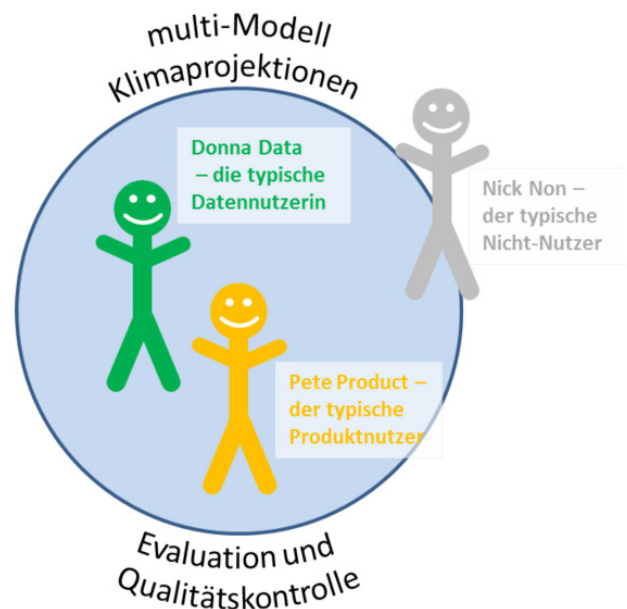 multi-Modell
Klimaprojektionen
Donna Data
– die typische
Datennutzerin
Nick Non –
der typische
Nicht-Nutzer
Pete Product –
der typische
Produktnutzer
Evaluation und
Qualitätskontrolle